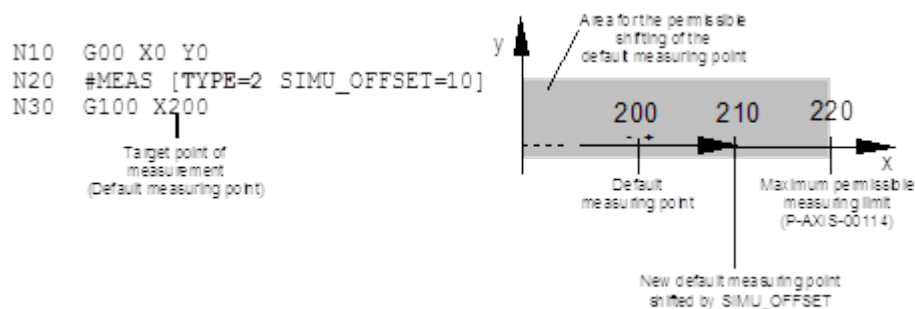 N10 G00 X0 Y0
N20 #MEAS [TYPE=2 SIMU_OFFSET=10]
N30 G100 X200
Target point of
measurement
(Default measuring point)
Area for the permissible
shifting of the
default measuring point
y
200 210 220
- +
x
Default
measuring point
Maximum permissible
measuring limit
(P-AXIS-00114)
New default measuring point
shifted by SIMU_OFFSET